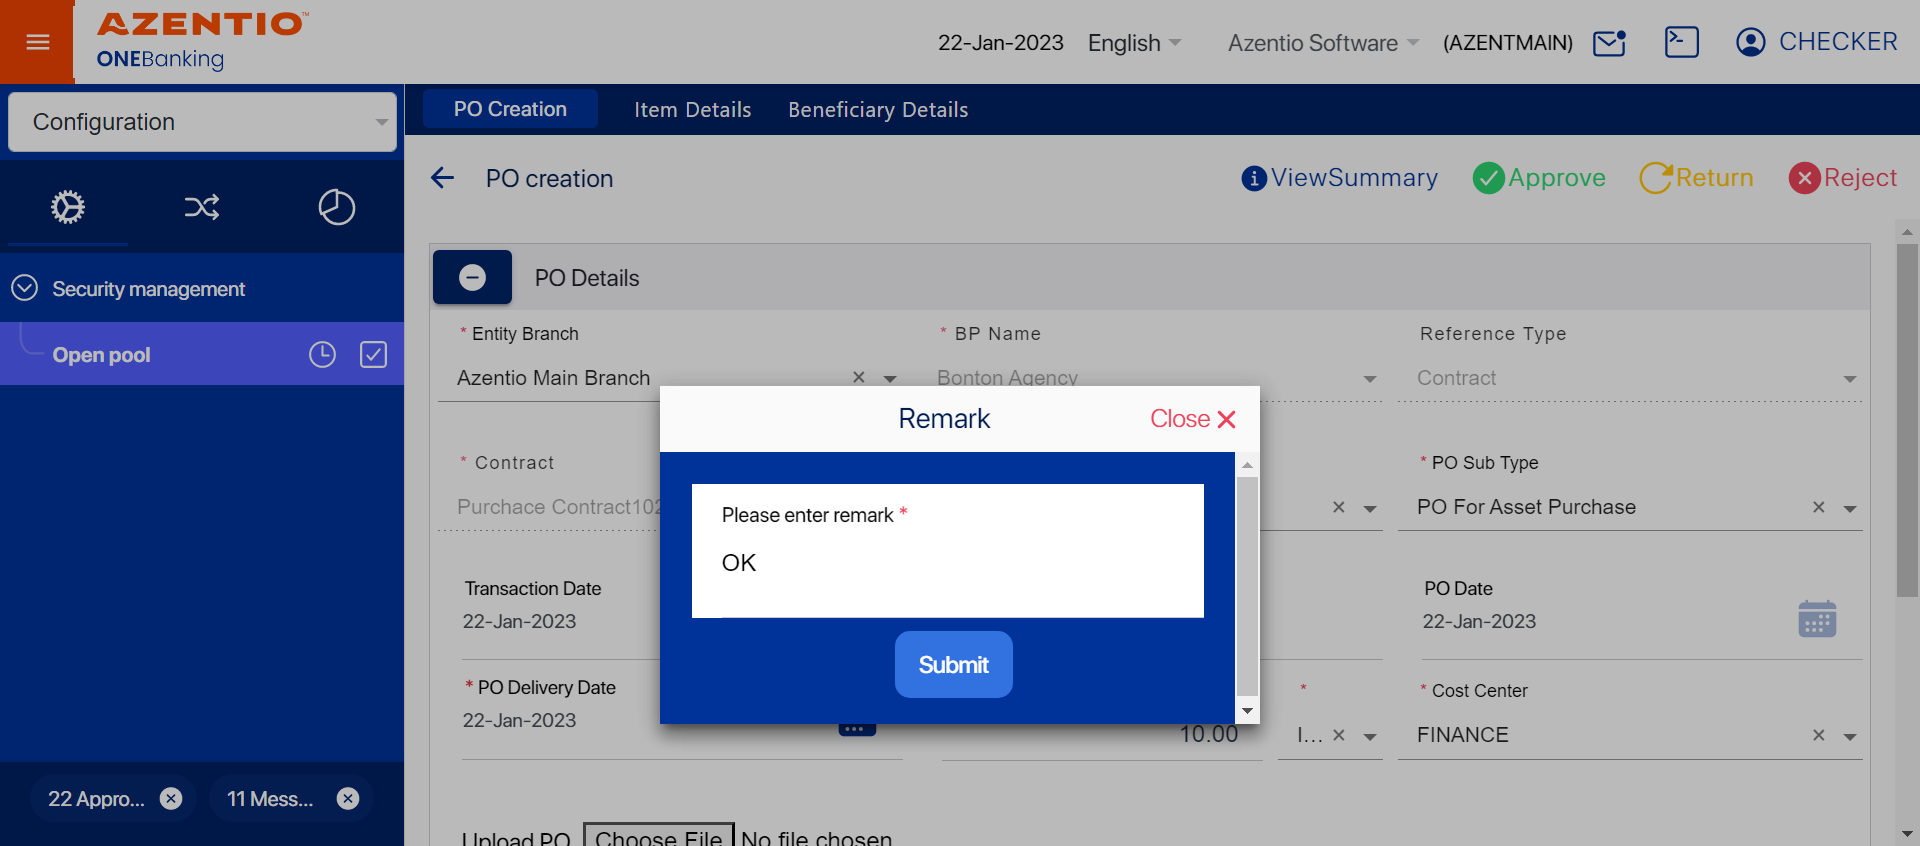 AZENTIO™
ONEBanking
22-Jan-2023 English Azentio Software (AZENTMAIN) CHECKER
Configuration
PO Creation Item Details Beneficiary Details
PO creation
ViewSummary Approve Return Reject
Security management
Open pool
PO Details
* Entity Branch * BP Name Reference Type
Azentio Main Branch Bonton Agency Contract
Remark Close
* Contract * PO Sub Type
Purchace Contract102 PO For Asset Purchase
Please enter remark *
OK
Transaction Date PO Date
22-Jan-2023 22-Jan-2023
Submit
* PO Delivery Date * * Cost Center
22-Jan-2023 10.00 I... FINANCE
22 Appro... 11 Mess...
Upload PO Choose File No file chosen